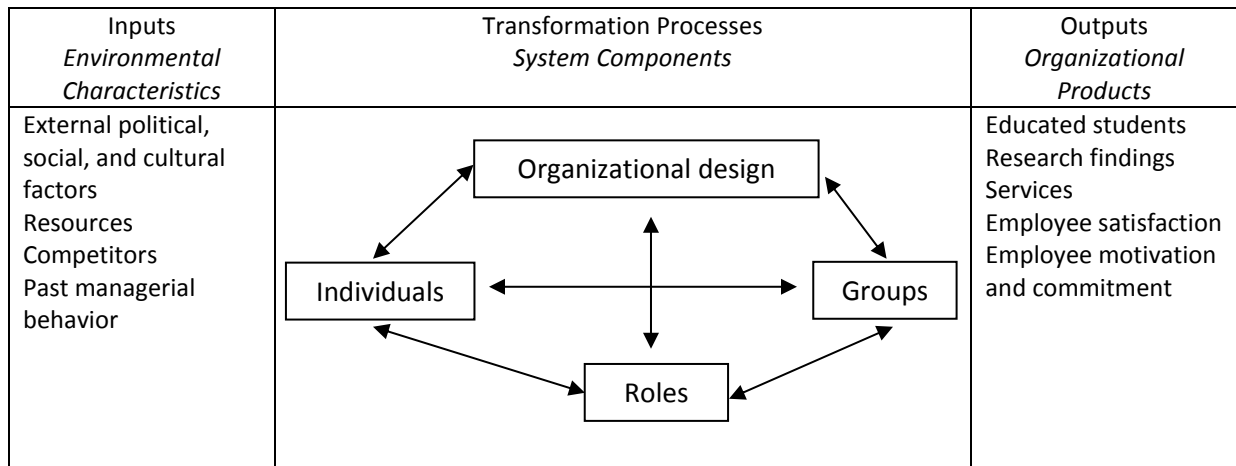 Inputs
Environmental
Characteristics
Transformation Processes
System Components
Outputs
Organizational
Products
External political,
social, and cultural
factors
Resources
Competitors
Past managerial
behavior
Organizational design
Individuals
Groups
Roles
Educated students
Research findings
Services
Employee satisfaction
Employee motivation
and commitment